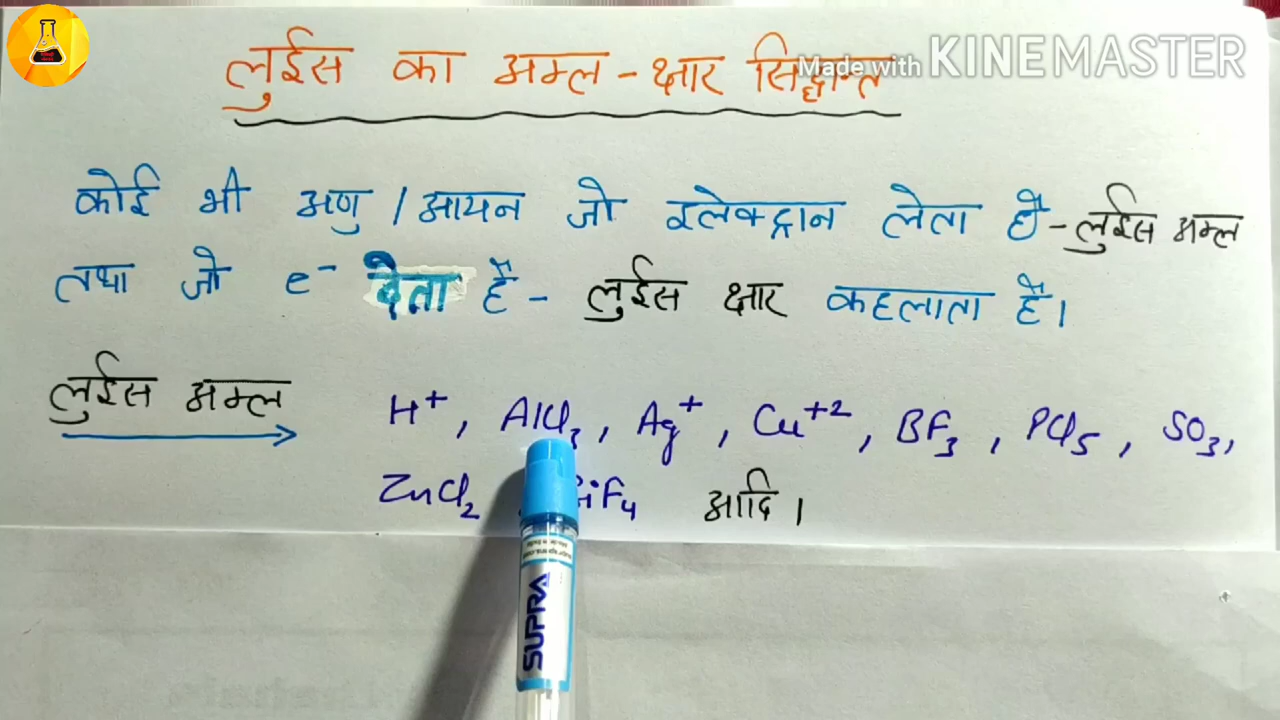 Made with KINEMASTER
लुईस का अम्ल - क्षार सिद्धान्त
कोई भी अणु / आयन जो इलेक्ट्रान लेता है - लुईस अम्ल
तथा जो e⁻ देता है - लुईस क्षार कहलाता है।
लुईस अम्ल → H⁺, AlCl₃, Ag⁺, Cu⁺², BF₃, PCl₅, SO₃,
ZnCl₂ SiF₄ आदि।
SUPRA